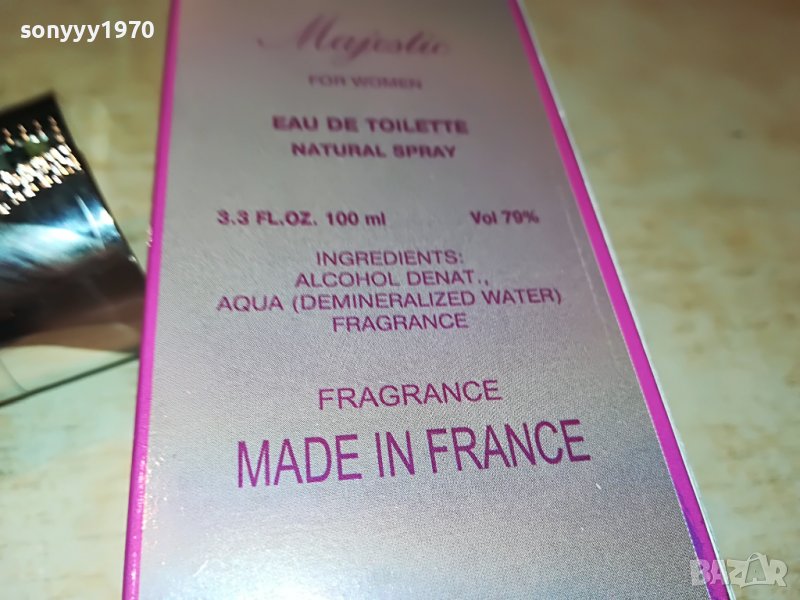 sonyyy1970
Majestic
FOR WOMEN
EAU DE TOILETTE
NATURAL SPRAY
3.3 FL.OZ. 100 ml Vol 79%
INGREDIENTS:
ALCOHOL DENAT.,
AQUA (DEMINERALIZED WATER)
FRAGRANCE
FRAGRANCE
MADE IN FRANCE
BAZAR